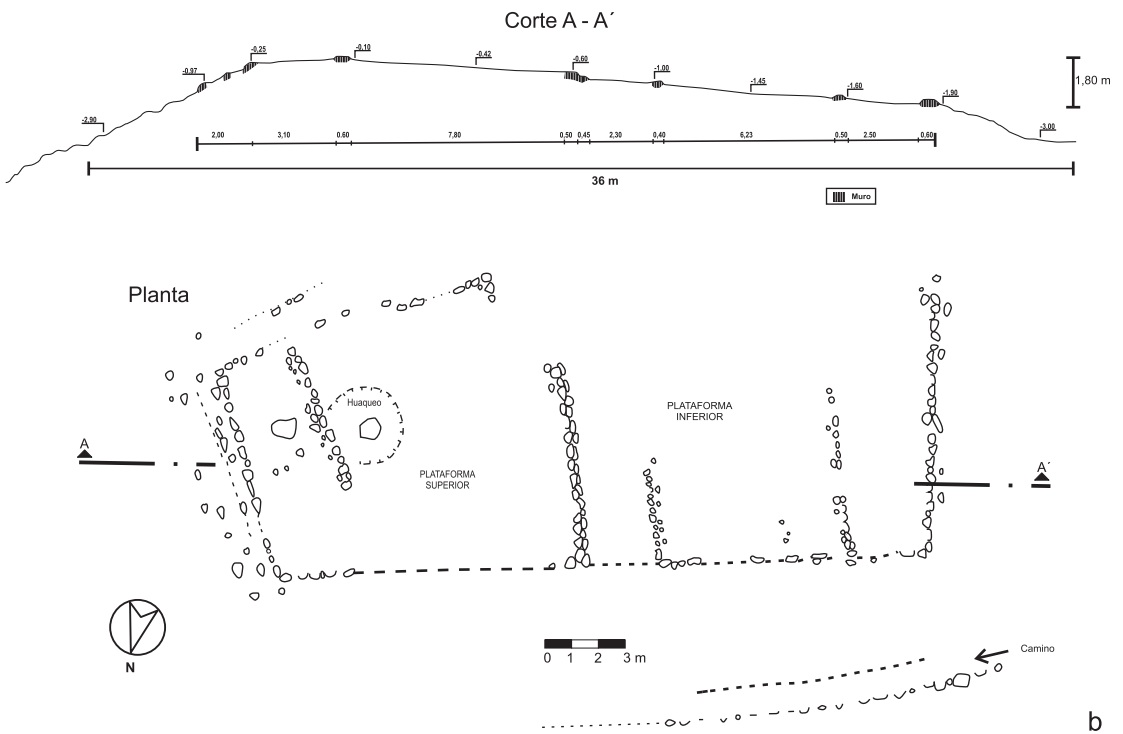 Corte A - A´
-0,97
-0,25
-0,10
-0,42
-0,60
-1,00
-1,45
-1,60
-1,90
-2,90
-3,00
1,80 m
2,00 3,10 0.60 7,80 0,50 0,45 2,30 0,40 6,23 0.50 2.50 0,60
36 m
Muro
Planta
Huaqueo
PLATAFORMA
INFERIOR
A
PLATAFORMA
SUPERIOR
A´
N
0 1 2 3 m
Camino
b